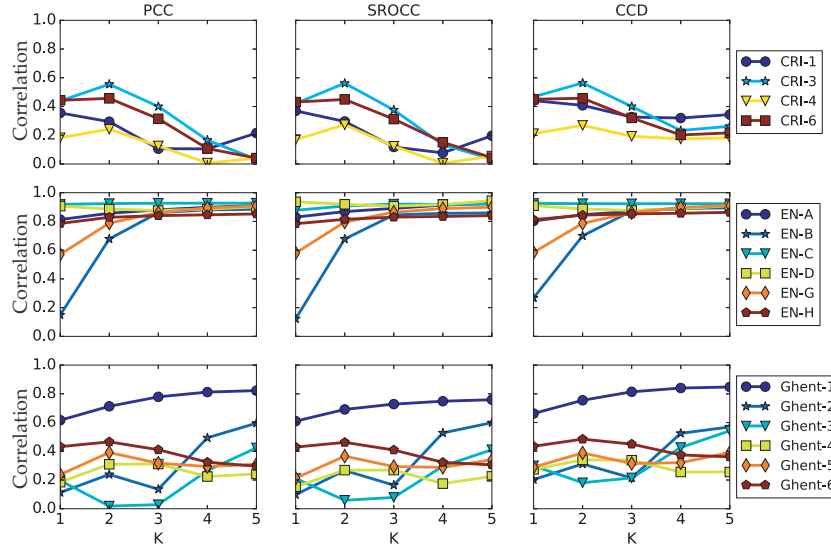 PCC SROCC CCD
Correlation
1.0
0.8
0.6
0.4
0.2
0.0
CRI-1
CRI-3
CRI-4
CRI-6
Correlation
1.0
0.8
0.6
0.4
0.2
0.0
EN-A
EN-B
EN-C
EN-D
EN-G
EN-H
Correlation
1.0
0.8
0.6
0.4
0.2
0.0
Ghent-1
Ghent-2
Ghent-3
Ghent-4
Ghent-5
Ghent-6
1 2 3 4 5 1 2 3 4 5 1 2 3 4 5
K K K